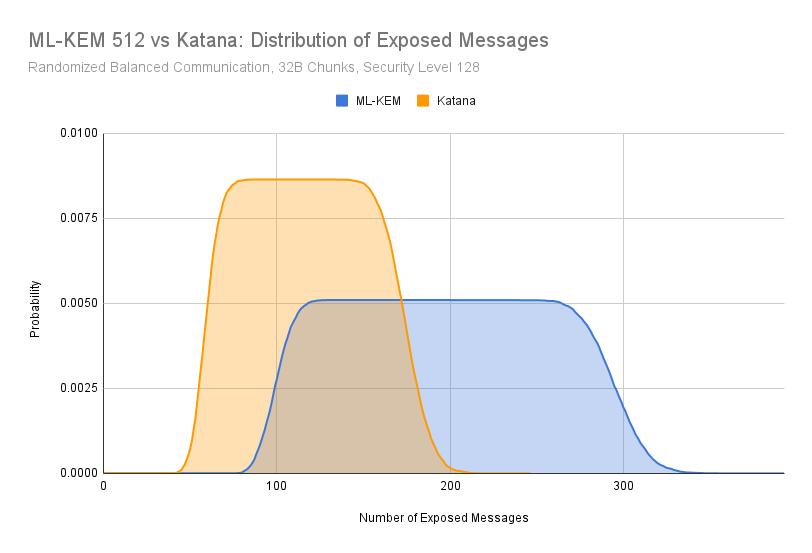 ML-KEM 512 vs Katana: Distribution of Exposed Messages
Randomized Balanced Communication, 32B Chunks, Security Level 128
ML-KEM Katana
0.0100
0.0075
0.0050
0.0025
0.0000
Probability
0 100 200 300
Number of Exposed Messages